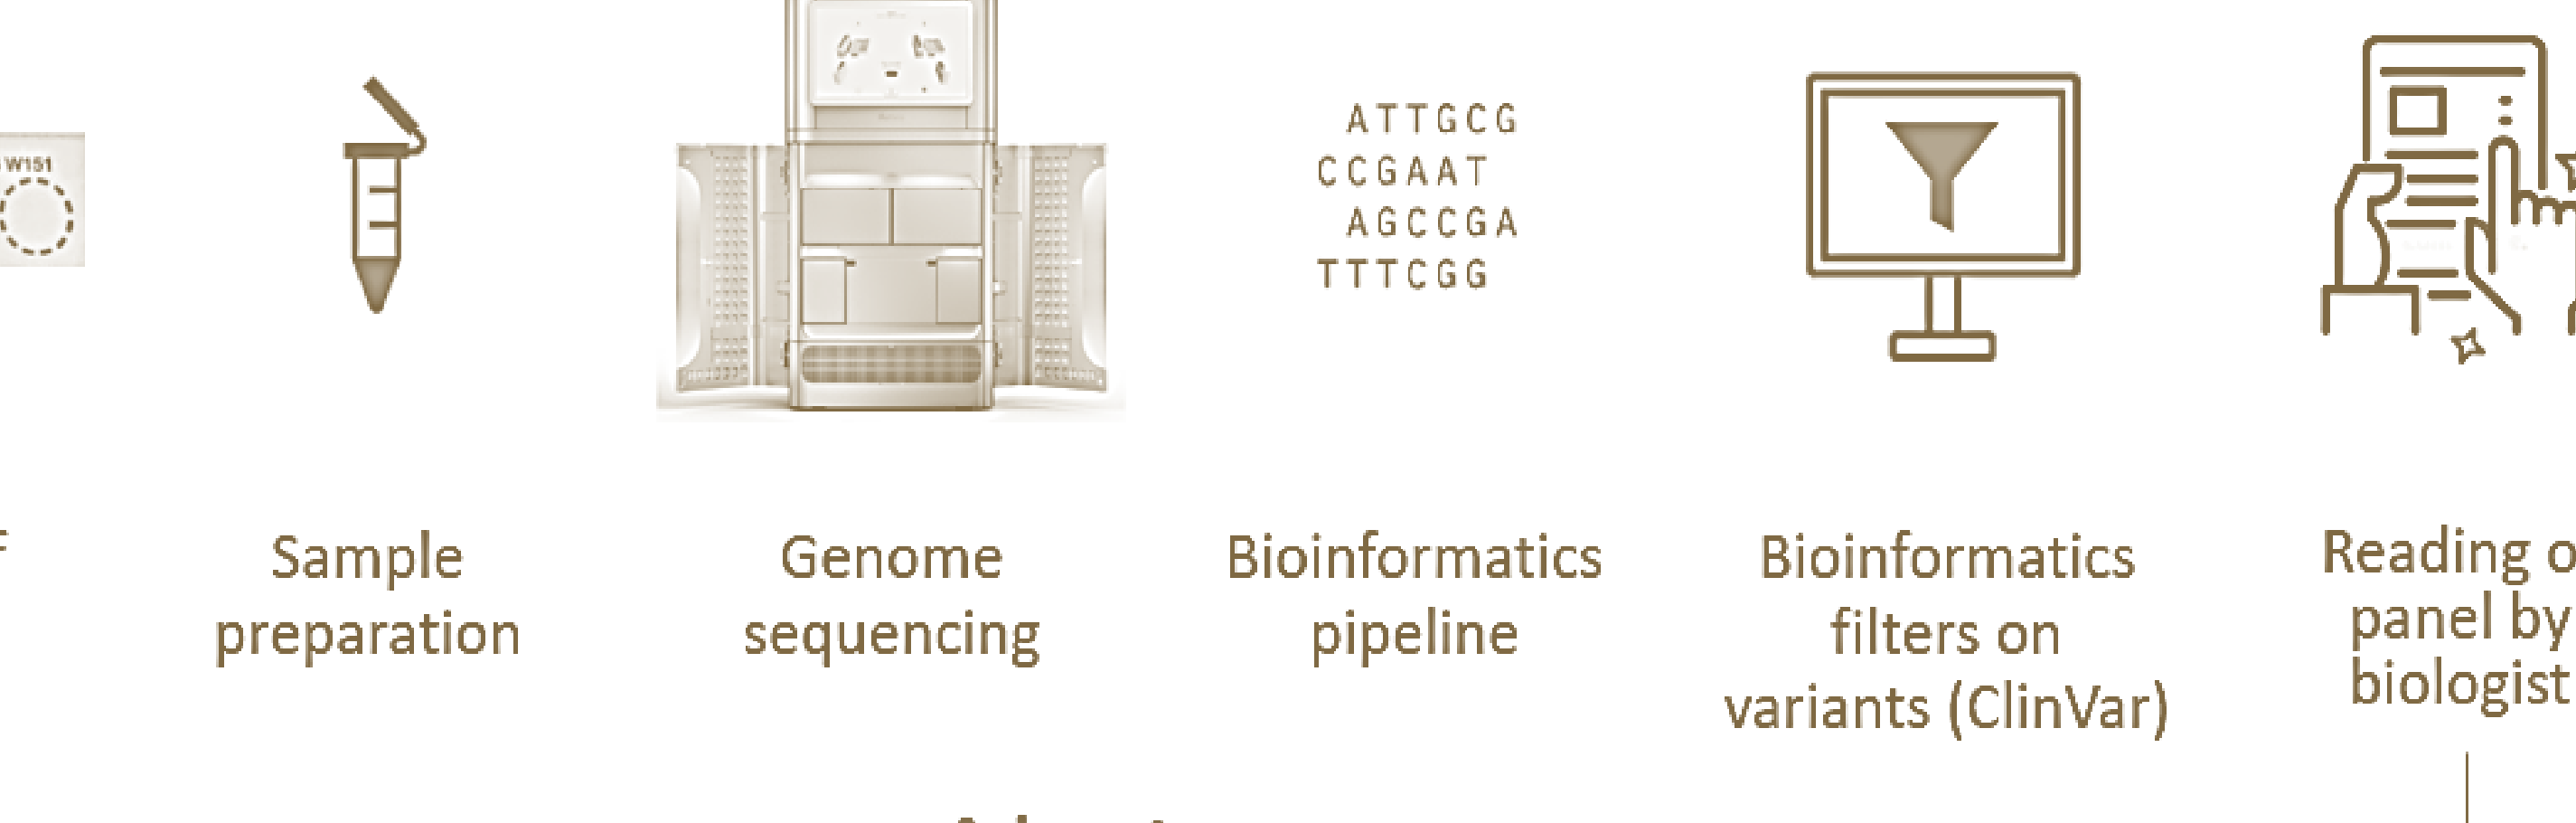 W151
ATTGCG
CCGAAT
AGCCGA
TTTCGG
Sample
preparation
Genome
sequencing
Bioinformatics
pipeline
Bioinformatics
filters on
variants (ClinVar)
Reading o
panel by
biologist